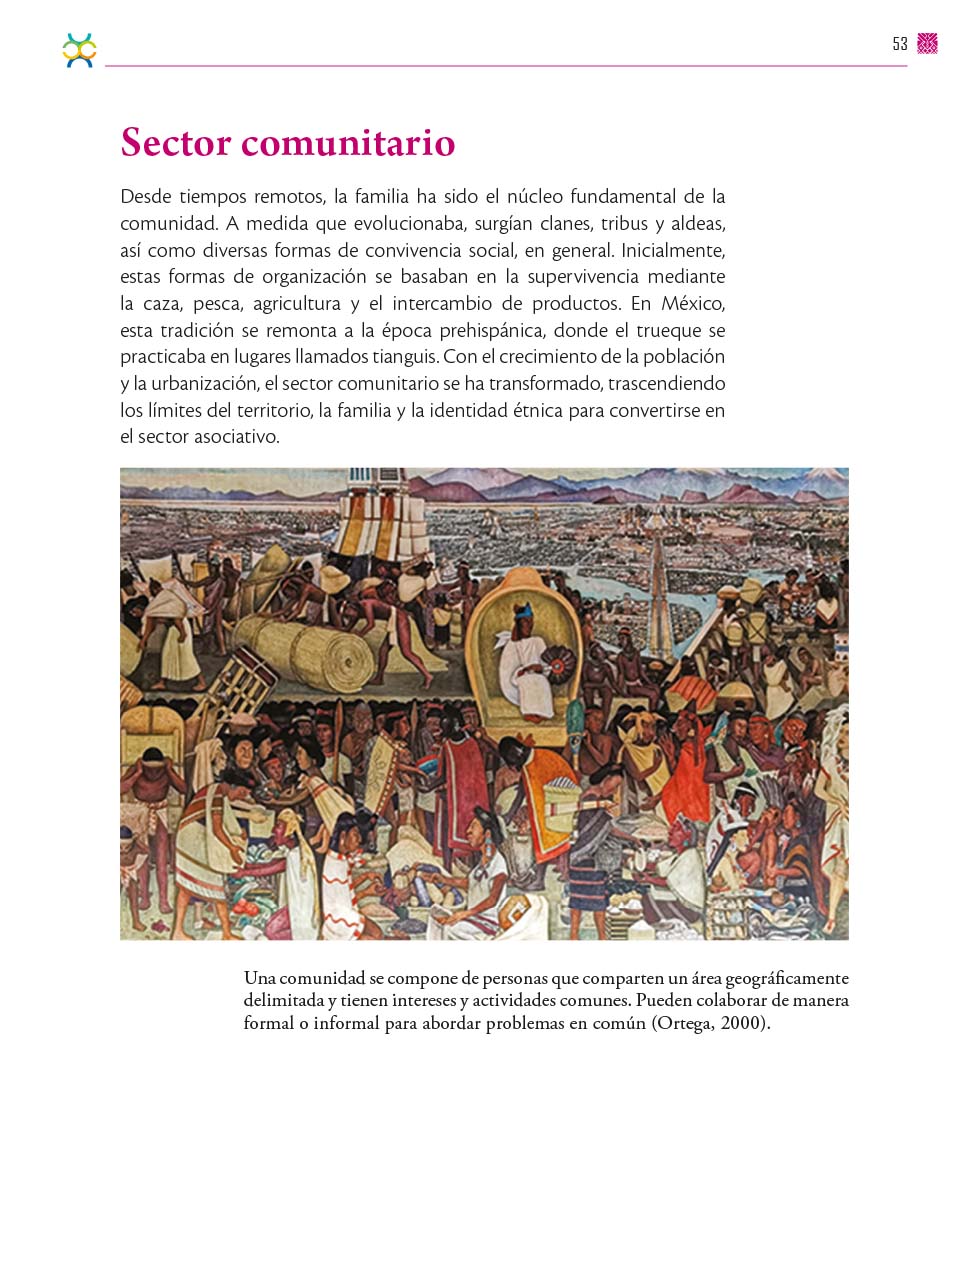 53
Sector comunitario
Desde tiempos remotos, la familia ha sido el núcleo fundamental de la
comunidad. A medida que evolucionaba, surgían clanes, tribus y aldeas,
así como diversas formas de convivencia social, en general. Inicialmente,
estas formas de organización se basaban en la supervivencia mediante
la caza, pesca, agricultura y el intercambio de productos. En México,
esta tradición se remonta a la época prehispánica, donde el trueque se
practicaba en lugares llamados tianguis. Con el crecimiento de la población
y la urbanización, el sector comunitario se ha transformado, trascendiendo
los límites del territorio, la familia y la identidad étnica para convertirse en
el sector asociativo.
Una comunidad se compone de personas que comparten un área geográficamente
delimitada y tienen intereses y actividades comunes. Pueden colaborar de manera
formal o informal para abordar problemas en común (Ortega, 2000).